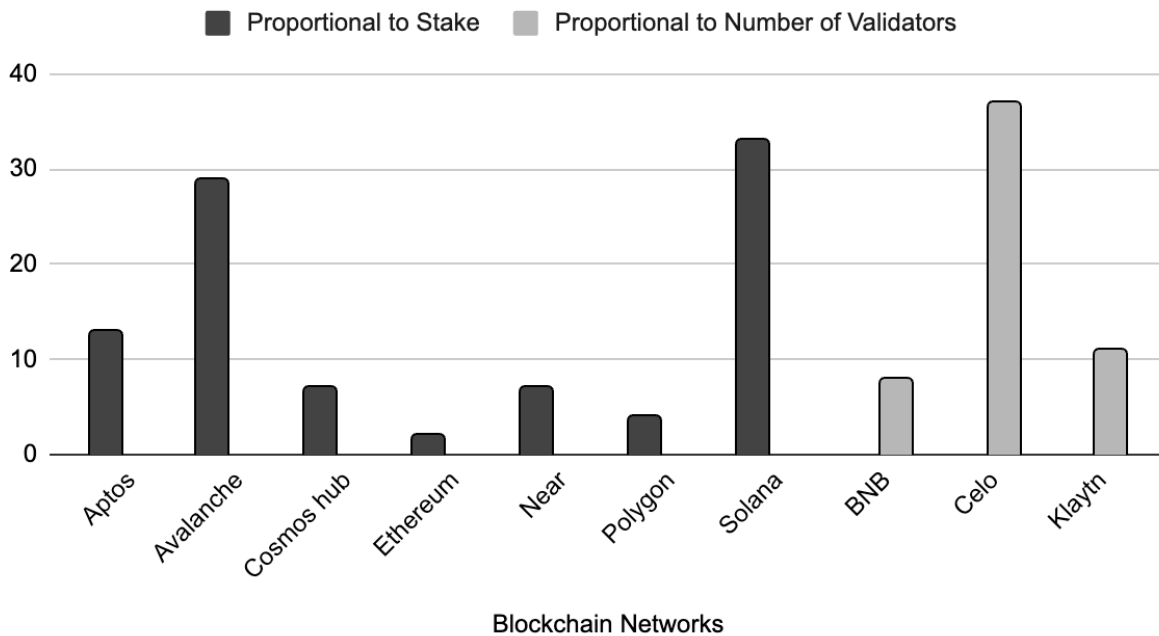 Proportional to Stake Proportional to Number of Validators
40
30
20
10
0
Aptos
Avalanche
Cosmos hub
Ethereum
Near
Polygon
Solana
BNB
Celo
Klaytn
Blockchain Networks